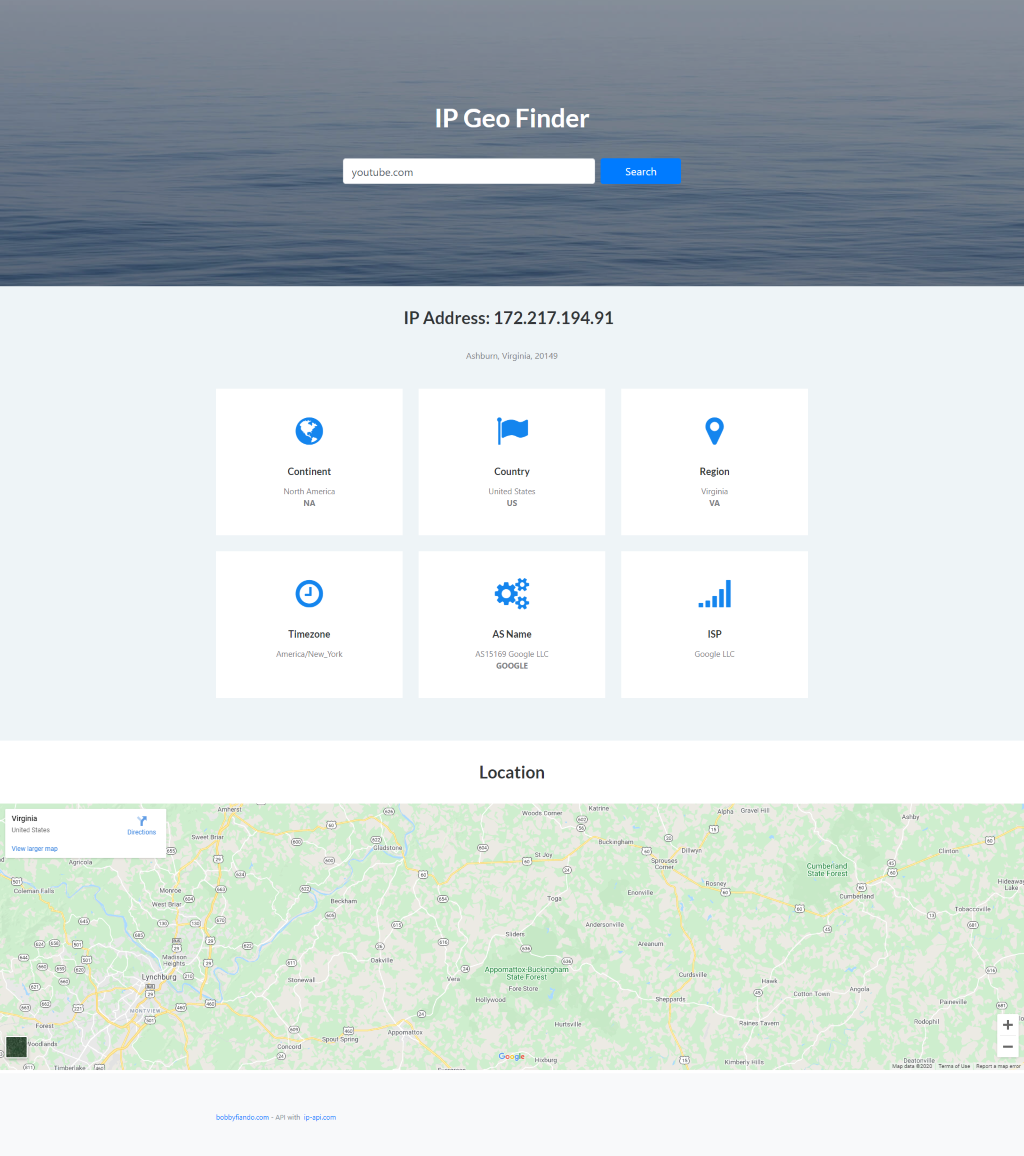 IP Geo Finder
youtube.com
Search
IP Address: 172.217.194.91
Ashburn, Virginia, 20149
Continent
North America
NA
Country
United States
US
Region
Virginia
VA
Timezone
America/New_York
AS Name
AS15169 Google LLC
GOOGLE
ISP
Google LLC
Location
Virginia
United States
Directions
View larger map
Amherst
Woods Corner
Katrine
Alpha
Gravel Hill
Ashby
Sweet Briar
Gladstone
St Joy
Buckingham
Dillwyn
Sprouses
Corner
Clinton
Agricola
Cumberland
State Forest
Coleman Falls
Monroe
West Briar
Beckham
Toga
Enonville
Rosney
Cumberland
Hideaway
Lake
Tobaccoville
Andersonville
Sliders
Areanum
Madison
Heights
Oakville
Lynchburg
Stonewall
Vera
Appomattox-Buckingham
State Forest
Fore Store
Curdsville
Hawk
Hollywood
Sheppards
Cotton Town
Angola
Paineville
MONTVIEW
Forest
Hurtsville
Raines Tavern
Rodophil
Woodlands
Spout Spring
Appomattox
Concord
Google
Hixburg
Kimberly Hills
Deatonville
Timberlake
Evergreen
Map data ©2020
Terms of Use
Report a map error
bobbyfiando.com - API with ip-api.com